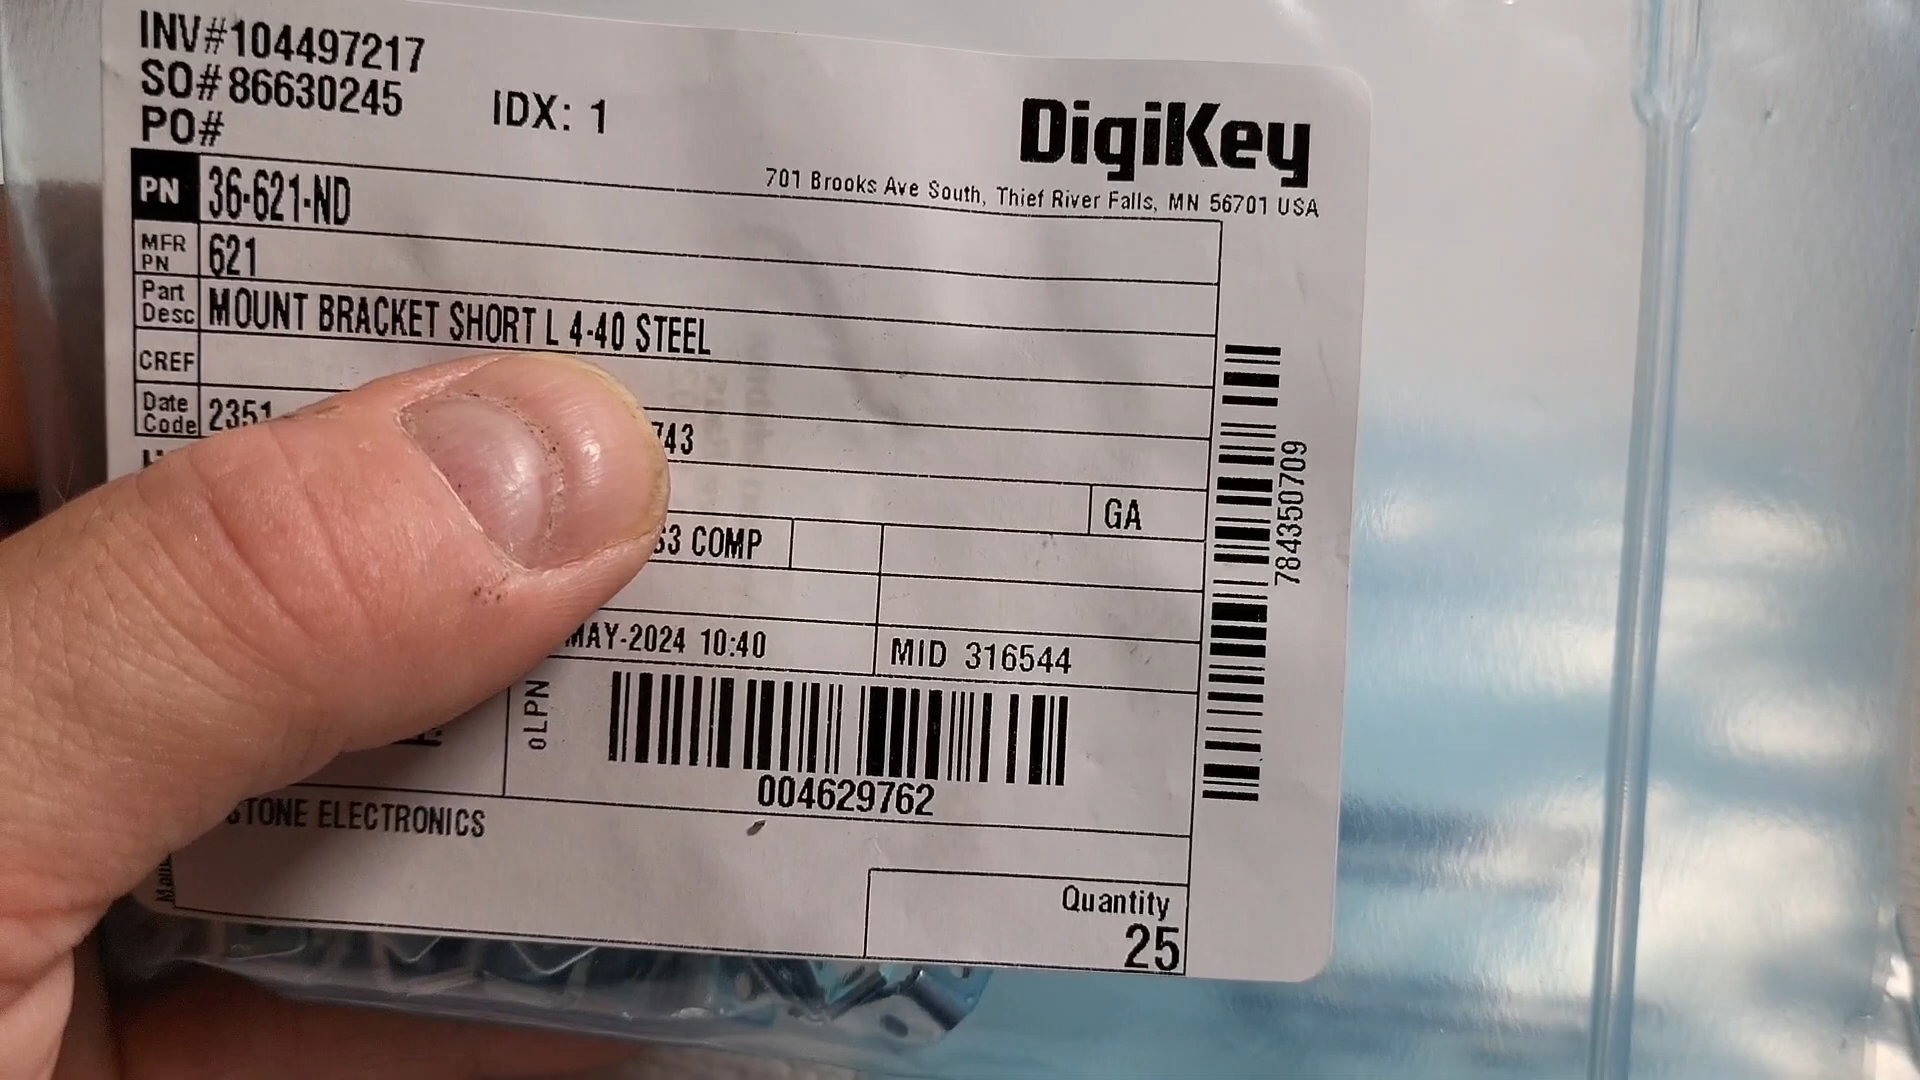 INV#104497217
SO#86630245
PO#
IDX: 1
DigiKey
701 Brooks Ave South, Thief River Falls, MN 56701 USA
PN 36-621-ND
MFR PN 621
Part Desc MOUNT BRACKET SHORT L 4-40 STEEL
CREF
Date Code 2351
743
GA
S3 COMP
MAY-2024 10:40
MID 316544
oLPN
004629762
STONE ELECTRONICS
Quantity
25
784350709